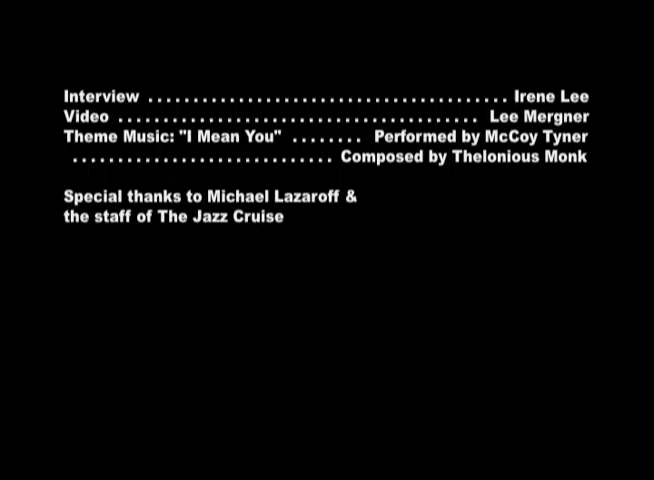 Interview ........................................ Irene Lee
Video ........................................ Lee Mergner
Theme Music: "I Mean You" ........ Performed by McCoy Tyner
............................. Composed by Thelonious Monk
Special thanks to Michael Lazaroff &
the staff of The Jazz Cruise